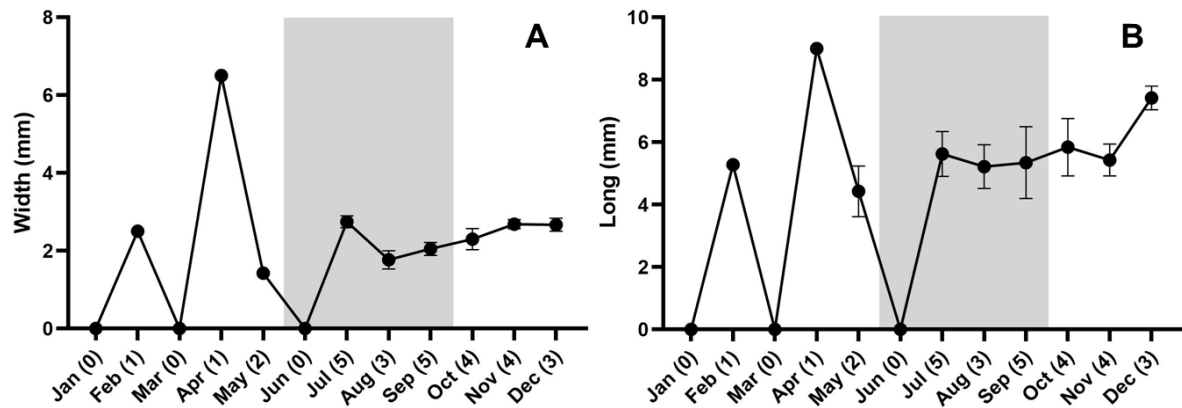 A
Width (mm)
8
6
4
2
0
Jan (0)
Feb (1)
Mar (0)
Apr (1)
May (2)
Jun (0)
Jul (5)
Aug (3)
Sep (5)
Oct (4)
Nov (4)
Dec (3)
B
Long (mm)
10
8
6
4
2
0
Jan (0)
Feb (1)
Mar (0)
Apr (1)
May (2)
Jun (0)
Jul (5)
Aug (3)
Sep (5)
Oct (4)
Nov (4)
Dec (3)